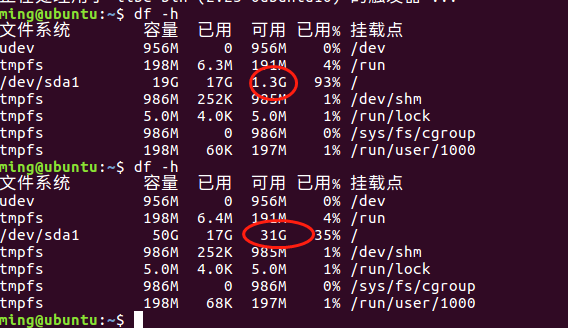 ming@ubuntu:~$ df -h
文件系统 容量 已用 可用 已用% 挂载点
udev 956M 0 956M 0% /dev
tmpfs 198M 6.3M 191M 4% /run
/dev/sda1 19G 17G 1.3G 93% /
tmpfs 986M 252K 985M 1% /dev/shm
tmpfs 5.0M 4.0K 5.0M 1% /run/lock
tmpfs 986M 0 986M 0% /sys/fs/cgroup
tmpfs 198M 60K 197M 1% /run/user/1000
ming@ubuntu:~$ df -h
文件系统 容量 已用 可用 已用% 挂载点
udev 956M 0 956M 0% /dev
tmpfs 198M 6.4M 191M 4% /run
/dev/sda1 50G 17G 31G 35% /
tmpfs 986M 252K 985M 1% /dev/shm
tmpfs 5.0M 4.0K 5.0M 1% /run/lock
tmpfs 986M 0 986M 0% /sys/fs/cgroup
tmpfs 198M 68K 197M 1% /run/user/1000
ming@ubuntu:~$